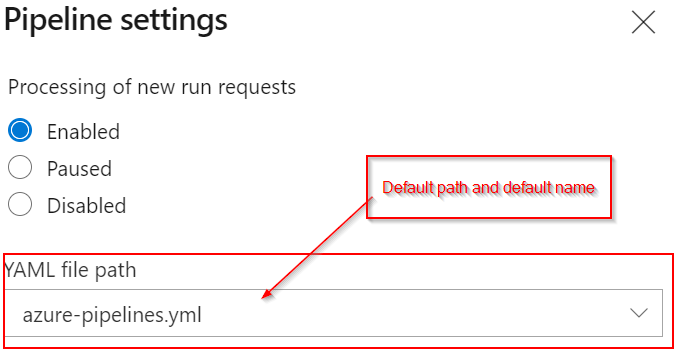 Pipeline settings
Processing of new run requests
Enabled
Paused
Disabled
Default path and default name
YAML file path
azure-pipelines.yml